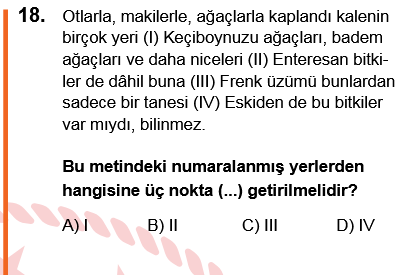 18. Otlarla, makilerle, ağaçlarla kaplandı kalenin
birçok yeri (I) Keçiboynuzu ağaçları, badem
ağaçları ve daha niceleri (II) Enteresan bitki-
ler de dâhil buna (III) Frenk üzümü bunlardan
sadece bir tanesi (IV) Eskiden de bu bitkiler
var mıydı, bilinmez.
Bu metindeki numaralanmış yerlerden
hangisine üç nokta (...) getirilmelidir?
A) I B) II C) III D) IV